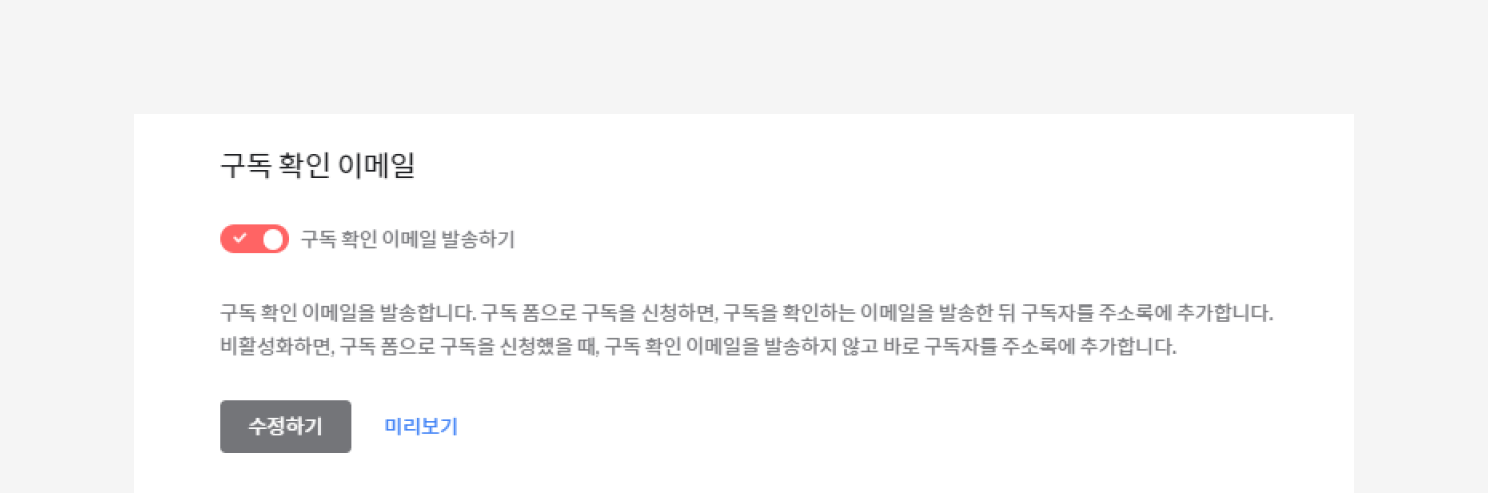 구독 확인 이메일
구독 확인 이메일 발송하기
구독 확인 이메일을 발송합니다. 구독 폼으로 구독을 신청하면, 구독을 확인하는 이메일을 발송한 뒤 구독자를 주소록에 추가합니다.
비활성화하면, 구독 폼으로 구독을 신청했을 때, 구독 확인 이메일을 발송하지 않고 바로 구독자를 주소록에 추가합니다.
수정하기 미리보기